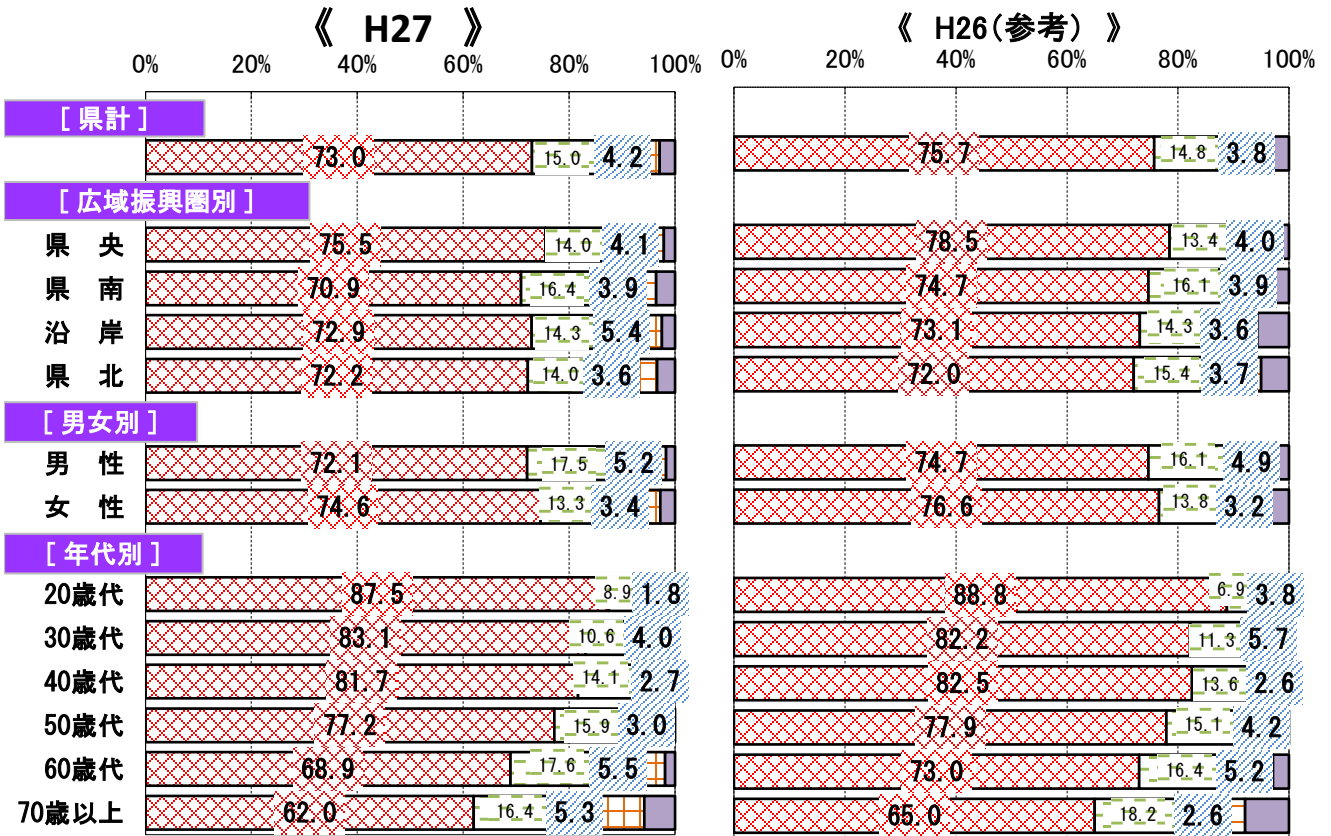 《 H27 》
《 H26(参考) 》
0% 20% 40% 60% 80% 100%
0% 20% 40% 60% 80% 100%
[ 県計 ]
73.0 15.0 4.2
75.7 14.8 3.8
[ 広域振興圏別 ]
県 央 75.5 14.0 4.1
78.5 13.4 4.0
県 南 70.9 16.4 3.9
74.7 16.1 3.9
沿 岸 72.9 14.3 5.4
73.1 14.3 3.6
県 北 72.2 14.0 3.6
72.0 15.4 3.7
[ 男女別 ]
男 性 72.1 17.5 5.2
74.7 16.1 4.9
女 性 74.6 13.3 3.4
76.6 13.8 3.2
[ 年代別 ]
20歳代 87.5 8.9 1.8
88.8 6.9 3.8
30歳代 83.1 10.6 4.0
82.2 11.3 5.7
40歳代 81.7 14.1 2.7
82.5 13.6 2.6
50歳代 77.2 15.9 3.0
77.9 15.1 4.2
60歳代 68.9 17.6 5.5
73.0 16.4 5.2
70歳以上 62.0 16.4 5.3
65.0 18.2 2.6